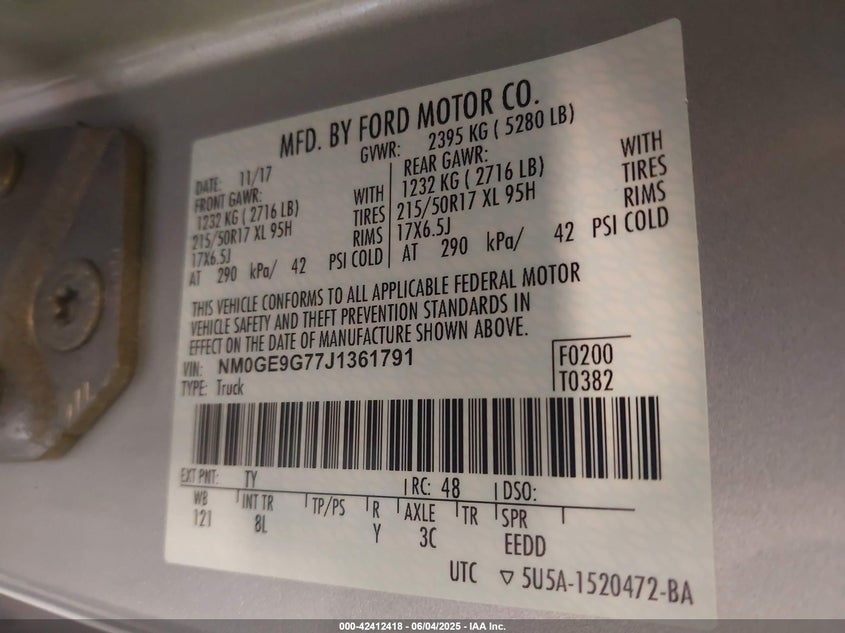 MFD. BY FORD MOTOR CO.
DATE: 11/17 GVWR: 2395 KG ( 5280 LB)
FRONT GAWR: REAR GAWR:
1232 KG ( 2716 LB) WITH 1232 KG ( 2716 LB) WITH
215/50R17 XL 95H TIRES 215/50R17 XL 95H TIRES
17X6.5J RIMS 17X6.5J RIMS
AT 290 kPa/ 42 PSI COLD AT 290 kPa/ 42 PSI COLD
THIS VEHICLE CONFORMS TO ALL APPLICABLE FEDERAL MOTOR
VEHICLE SAFETY AND THEFT PREVENTION STANDARDS IN
EFFECT ON THE DATE OF MANUFACTURE SHOWN ABOVE.
VIN: NM0GE9G77J1361791 F0200
TYPE: Truck T0382
EXT PNT: TY RC: 48 DSO:
WB INT TR TP/PS R AXLE TR SPR
121 8L Y 3C EEDD
UTC ▽ 5U5A-1520472-BA
000-42412418 - 06/04/2025 - IAA Inc.